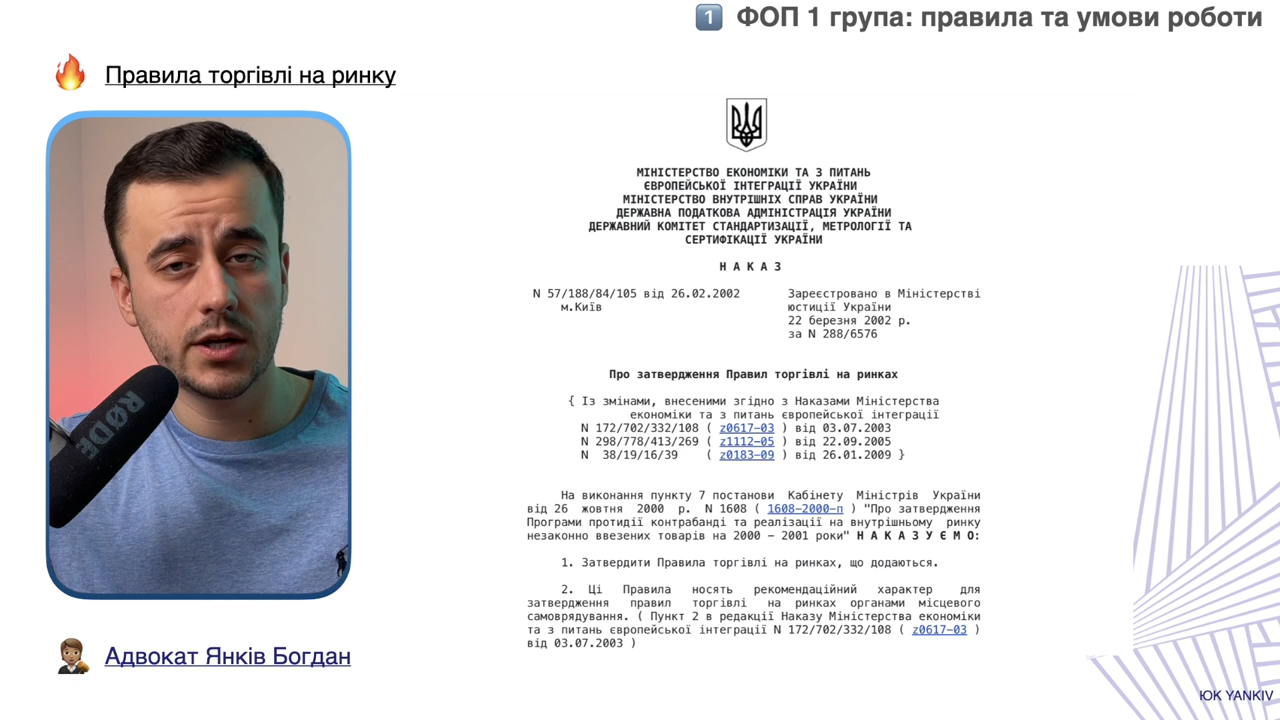 1 ФОП 1 група: правила та умови роботи
Правила торгівлі на ринку
RØDE
МІНІСТЕРСТВО ЕКОНОМІКИ ТА З ПИТАНЬ
ЄВРОПЕЙСЬКОЇ ІНТЕГРАЦІЇ УКРАЇНИ
МІНІСТЕРСТВО ВНУТРІШНІХ СПРАВ УКРАЇНИ
ДЕРЖАВНА ПОДАТКОВА АДМІНІСТРАЦІЯ УКРАЇНИ
ДЕРЖАВНИЙ КОМІТЕТ СТАНДАРТИЗАЦІЇ, МЕТРОЛОГІЇ ТА
СЕРТИФІКАЦІЇ УКРАЇНИ
Н А К А З
N 57/188/84/105 від 26.02.2002 Зареєстровано в Міністерстві
м.Київ юстиції України
22 березня 2002 р.
за N 288/6576
Про затвердження Правил торгівлі на ринках
{ Із змінами, внесеними згідно з Наказами Міністерства
економіки та з питань європейської інтеграції
N 172/702/332/108 ( z0617-03 ) від 03.07.2003
N 298/778/413/269 ( z1112-05 ) від 22.09.2005
N 38/19/16/39 ( z0183-09 ) від 26.01.2009 }
На виконання пункту 7 постанови Кабінету Міністрів України
від 26 жовтня 2000 р. N 1608 ( 1608-2000-п ) "Про затвердження
Програми протидії контрабанді та реалізації на внутрішньому ринку
незаконно ввезених товарів на 2000 - 2001 роки" Н А К А З У Є М О:
1. Затвердити Правила торгівлі на ринках, що додаються.
2. Ці Правила носять рекомендаційний характер для
затвердження правил торгівлі на ринках органами місцевого
самоврядування. ( Пункт 2 в редакції Наказу Міністерства економіки
та з питань європейської інтеграції N 172/702/332/108 ( z0617-03 )
від 03.07.2003 )
Адвокат Янків Богдан
ЮК YANKIV